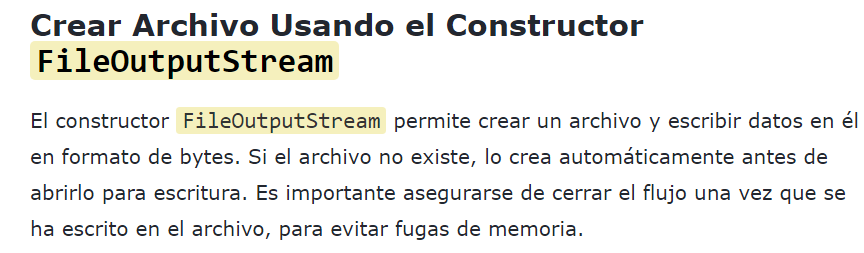 Crear Archivo Usando el Constructor
FileOutputStream
El constructor FileOutputStream permite crear un archivo y escribir datos en él
en formato de bytes. Si el archivo no existe, lo crea automáticamente antes de
abrirlo para escritura. Es importante asegurarse de cerrar el flujo una vez que se
ha escrito en el archivo, para evitar fugas de memoria.